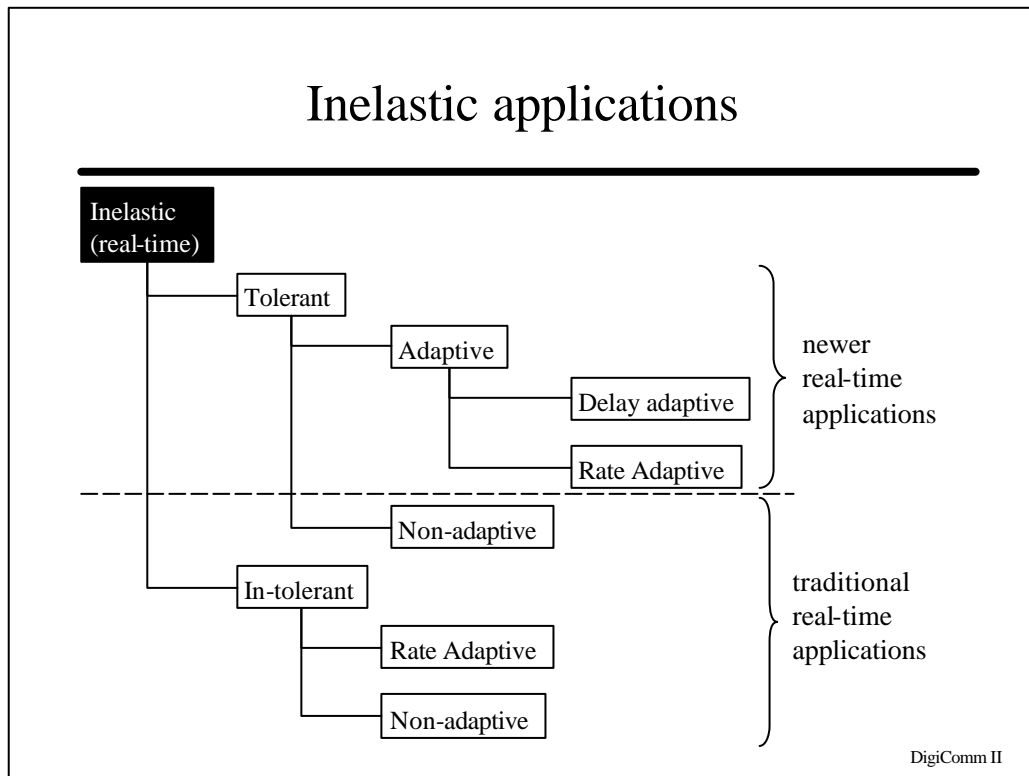 Inelastic applications
Inelastic
(real-time)
Tolerant
Adaptive
Delay adaptive
Rate Adaptive
newer
real-time
applications
Non-adaptive
In-tolerant
Rate Adaptive
Non-adaptive
traditional
real-time
applications
DigiComm II